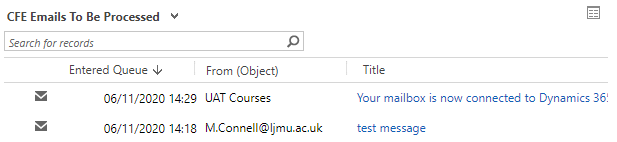 CFE Emails To Be Processed
Search for records
Entered Queue From (Object) Title
06/11/2020 14:29 UAT Courses Your mailbox is now connected to Dynamics 365
06/11/2020 14:18 M.Connell@ljmu.ac.uk test message